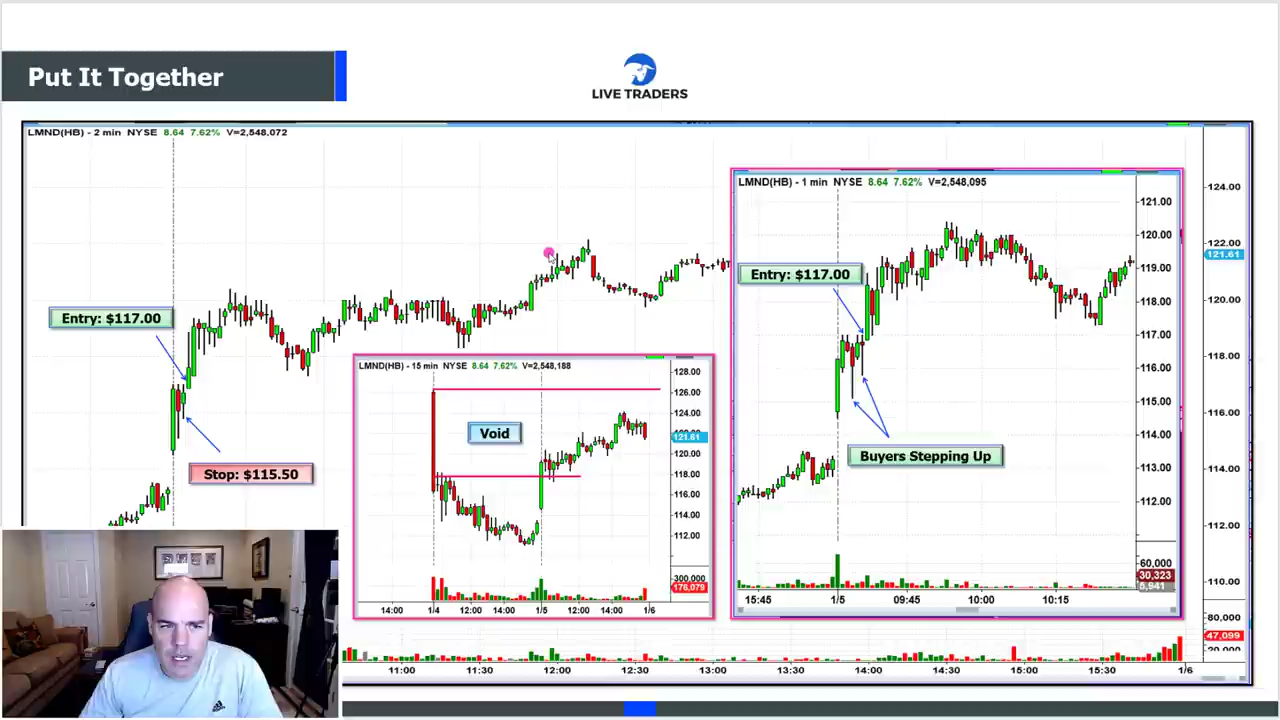 Put It Together
LIVE TRADERS
LMND(HB) - 2 min NYSE 8.64 7.62% V=2,548,072
Entry: $117.00
Stop: $115.50
124.00
122.00
121.61
120.00
118.00
116.00
114.00
112.00
110.00
80,000
47,099
11:00 11:30 12:00 12:30 13:00 13:30 14:00 14:30 15:00 15:30 1/6
LMND(HB) - 15 min NYSE 8.64 7.62% V=2,548,188
Void
128.00
126.00
124.00
121.61
120.00
118.00
116.00
114.00
112.00
300,000
176,079
14:00 1/4 12:00 14:00 1/5 12:00 14:00 1/6
LMND(HB) - 1 min NYSE 8.64 7.62% V=2,548,095
Entry: $117.00
Buyers Stepping Up
121.00
120.00
119.00
118.00
117.00
116.00
115.00
114.00
113.00
112.00
60,000
30,323
15:45 1/5 09:45 10:00 10:15